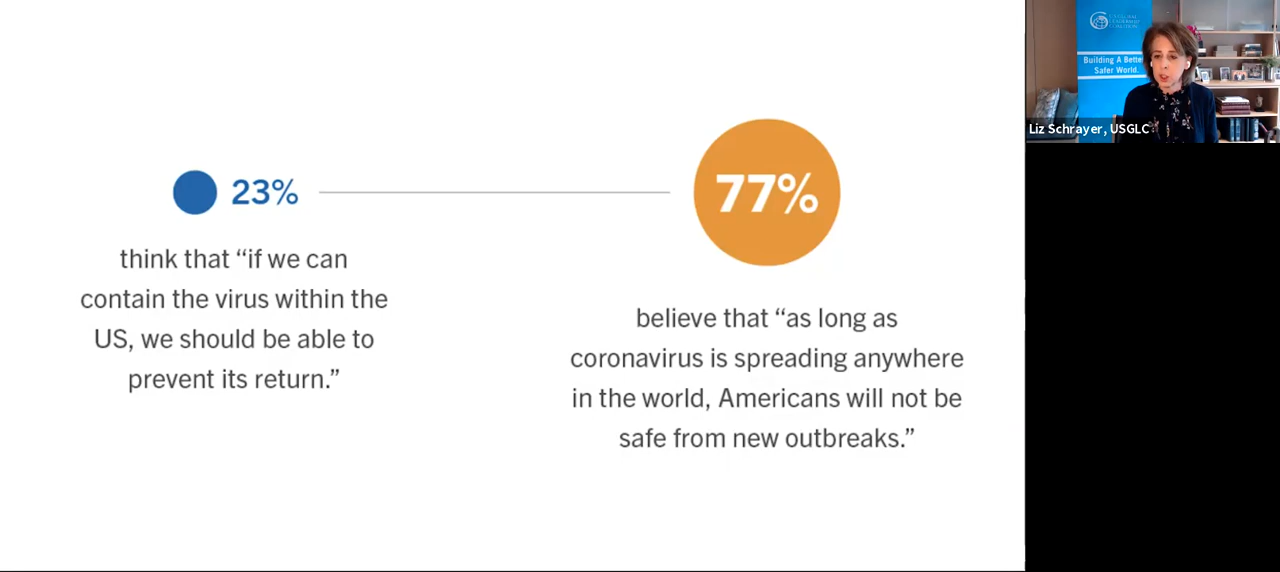 23%
think that “if we can
contain the virus within the
US, we should be able to
prevent its return.”
77%
believe that “as long as
coronavirus is spreading anywhere
in the world, Americans will not be
safe from new outbreaks.”
Building A Better
Safer World.
Liz Schrayer, USGLC